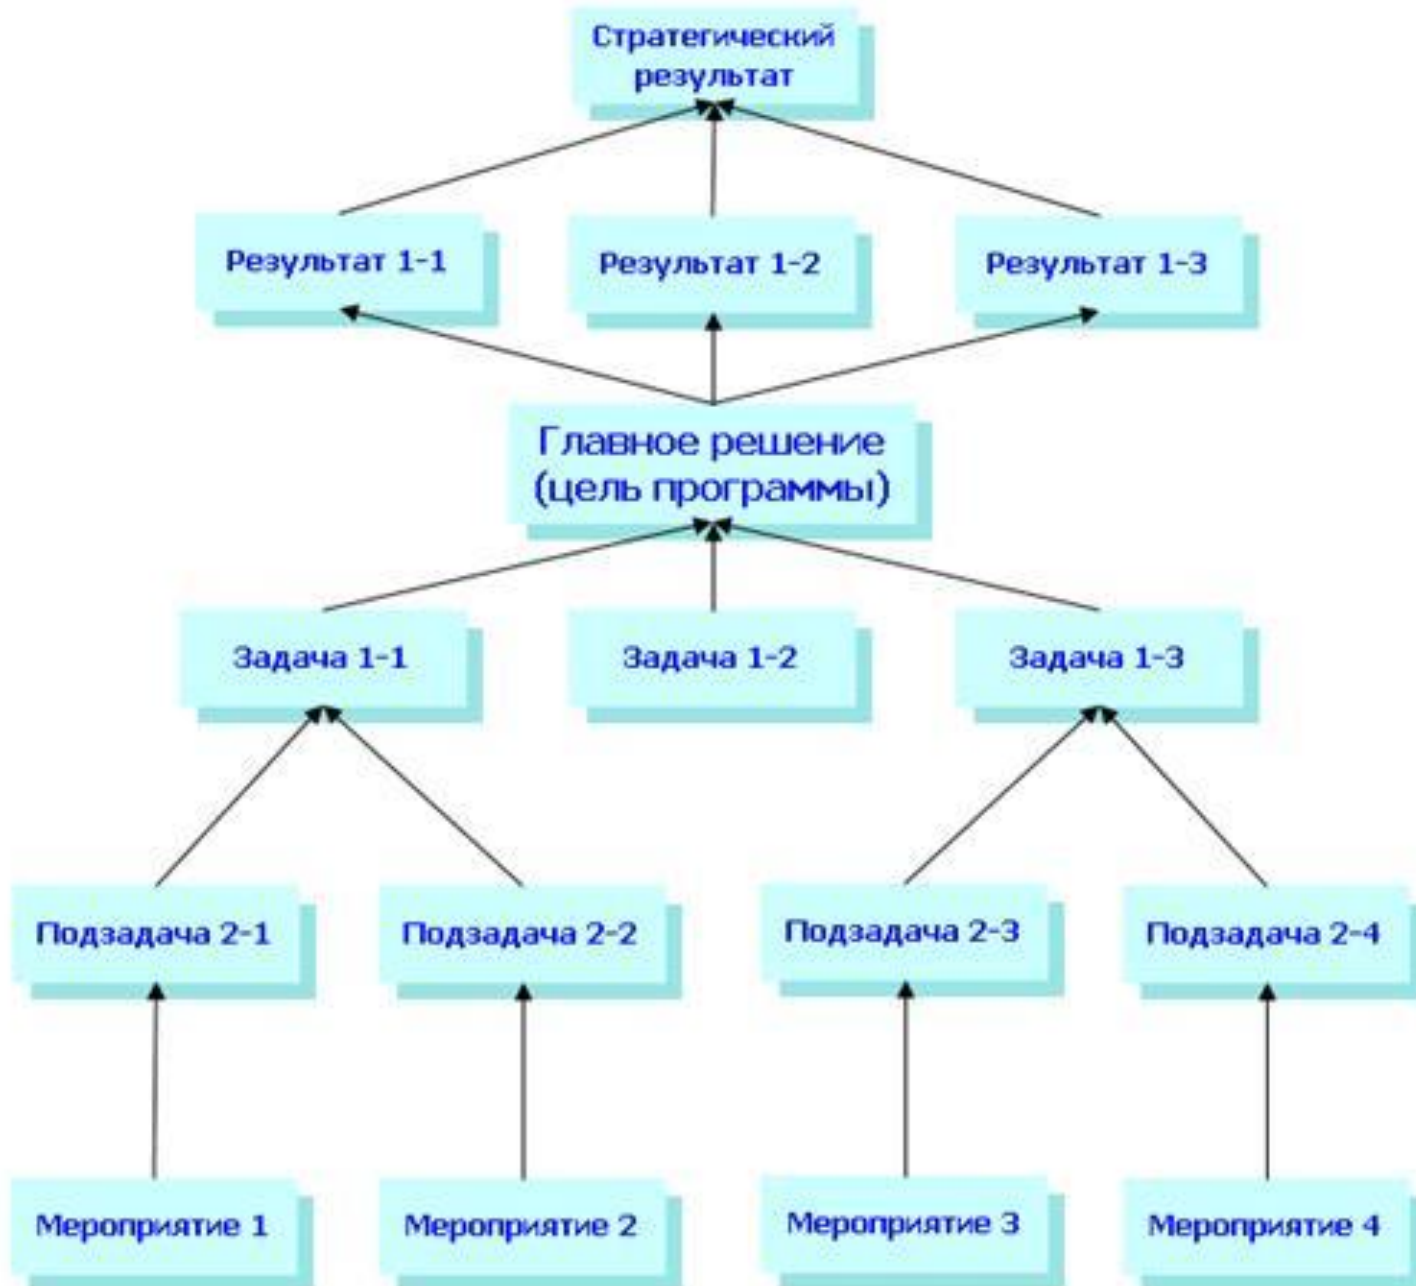 Стратегический
результат
Результат 1-1
Результат 1-2
Результат 1-3
Главное решение
(цель программы)
Задача 1-1
Задача 1-2
Задача 1-3
Подзадача 2-1
Подзадача 2-2
Подзадача 2-3
Подзадача 2-4
Мероприятие 1
Мероприятие 2
Мероприятие 3
Мероприятие 4